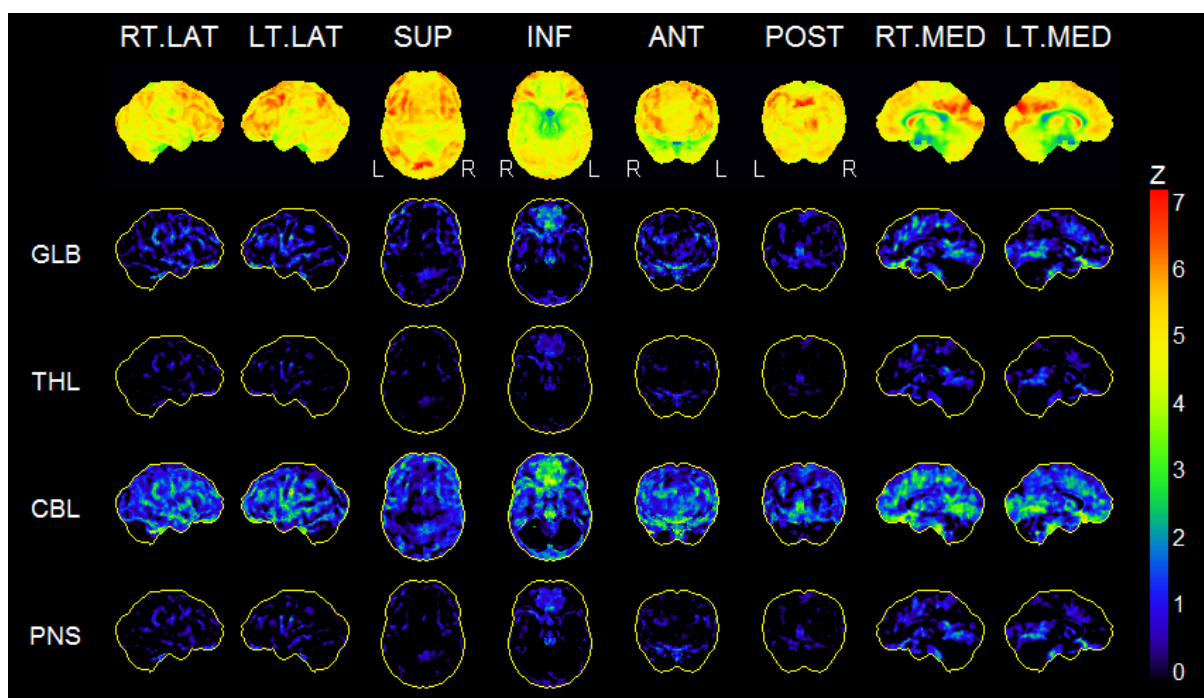 RT.LAT LT.LAT SUP INF ANT POST RT.MED LT.MED
L R R L R L L R
Z
7
GLB
6
5
THL
4
3
CBL
2
1
PNS
0